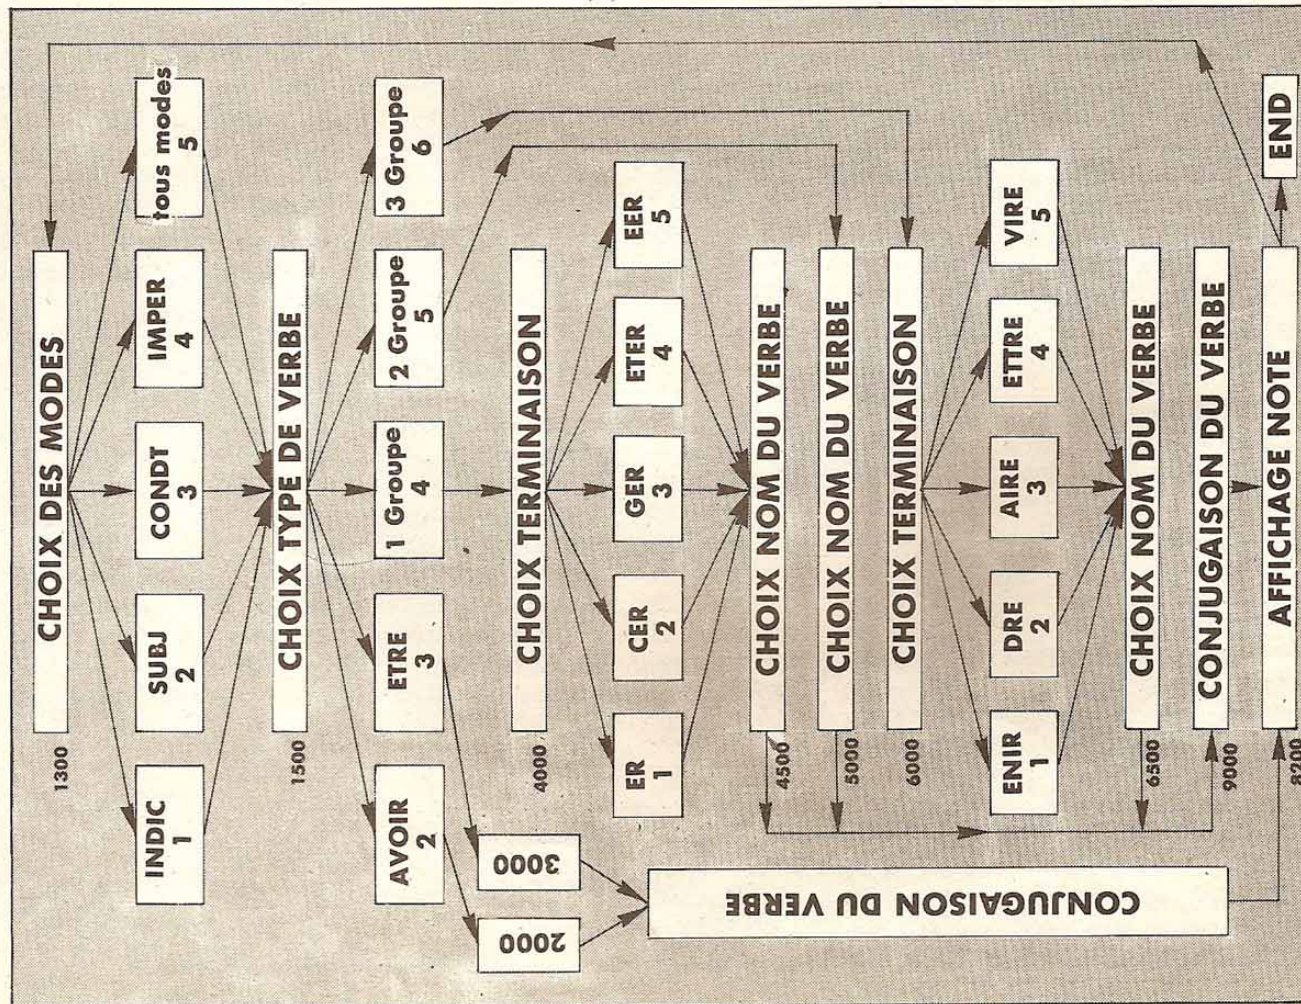 CHOIX DES MODES
1300
INDIC
1
SUBJ
2
CONDT
3
IMPER
4
tous modes
5
CHOIX TYPE DE VERBE
1500
AVOIR
2
ETRE
3
1 Groupe
4
2 Groupe
5
3 Groupe
6
2000
3000
CHOIX TERMINAISON
4000
ER
1
CER
2
GER
3
ETER
4
EER
5
CHOIX NOM DU VERBE
4500
CHOIX NOM DU VERBE
5000
CHOIX TERMINAISON
6000
ENIR
1
DRE
2
AIRE
3
ETTRE
4
VIRE
5
CHOIX NOM DU VERBE
6500
CONJUGAISON DU VERBE
9000
CONJUGAISON DU VERBE
AFFICHAGE NOTE
8200
END